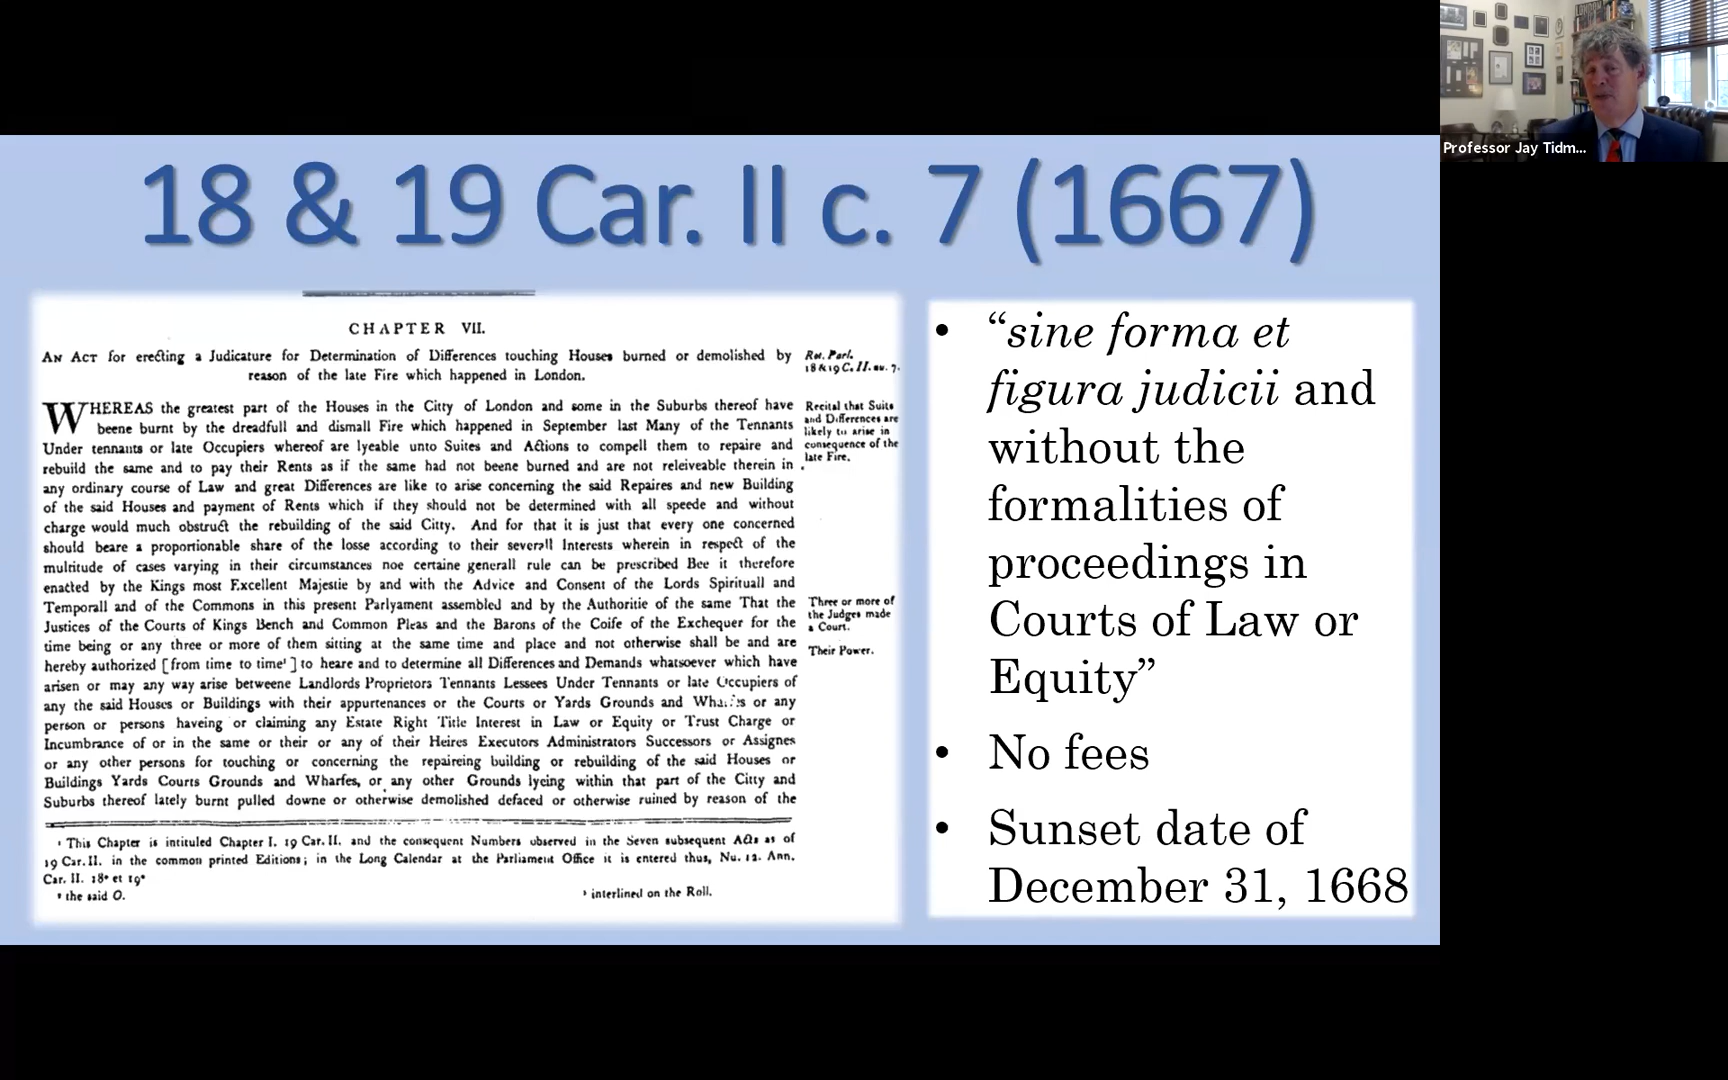 Professor Jay Tidm...
18 & 19 Car. II c. 7 (1667)
CHAPTER VII.
AN ACT for erecting a Judicature for Determination of Differences touching Houses burned or demolished by
reason of the late Fire which happened in London.
Rot. Parl.
18 & 19 C. II. nu. 7.
WHEREAS the greatest part of the Houses in the Citty of London and some in the Suburbs thereof have
beene burnt by the dreadfull and dismall Fire which happened in September last Many of the Tennants
Under tennants or late Occupiers whereof are lyeable unto Suites and Actions to compell them to repaire and
rebuild the same and to pay their Rents as if the same had not beene burned and are not releiveable therein in
any ordinary course of Law and great Differences are like to arise concerning the said Repaires and new Building
of the said Houses and payment of Rents which if they should not be determined with all speede and without
charge would much obstruct the rebuilding of the said Citty. And for that it is just that every one concerned
should beare a proportionable share of the losse according to their severall Interests wherein in respect of the
multitude of cases varying in their circumstances noe certaine generall rule can be prescribed Bee it therefore
enacted by the Kings most Excellent Majestie by and with the Advice and Consent of the Lords Spirituall and
Temporall and of the Commons in this present Parlyament assembled and by the Authoritie of the same That the
Justices of the Courts of Kings Bench and Common Pleas and the Barons of the Coife of the Exchequer for the
time being or any three or more of them sitting at the same time and place and not otherwise shall be and are
hereby authorized [from time to time'] to heare and to determine all Differences and Demands whatsoever which have
arisen or may any way arise betweene Landlords Proprietors Tennants Lessees Under Tennants or late Occupiers of
any the said Houses or Buildings with their appurtenances or the Courts or Yards Grounds and Wharfes or any
person or persons haveing or claiming any Estate Right Title Interest in Law or Equity or Trust Charge or
Incumbrance of or in the same or their or any of their Heires Executors Administrators Successors or Assignes
or any other persons for touching or concerning the repaireing building or rebuilding of the said Houses or
Buildings Yards Courts Grounds and Wharfes, or any other Grounds lyeing within that part of the Citty and
Suburbs thereof lately burnt pulled downe or otherwise demolished defaced or otherwise ruined by reason of the
Recital that Suits
and Differences are
likely to arise in
consequence of the
late Fire.
Three or more of
the Judges made
a Court.
Their Power.
¹ This Chapter is intituled Chapter I. 19 Car. II. and the consequent Numbers observed in the Seven subsequent Acts as of
19 Car. II. in the common printed Editions; in the Long Calendar at the Parliament Office it is entered thus, Nu. 12. Ann.
Car. II. 18° et 19°
² the said O.
³ interlined on the Roll.
• “sine forma et
figura judicii and
without the
formalities of
proceedings in
Courts of Law or
Equity”
• No fees
• Sunset date of
December 31, 1668